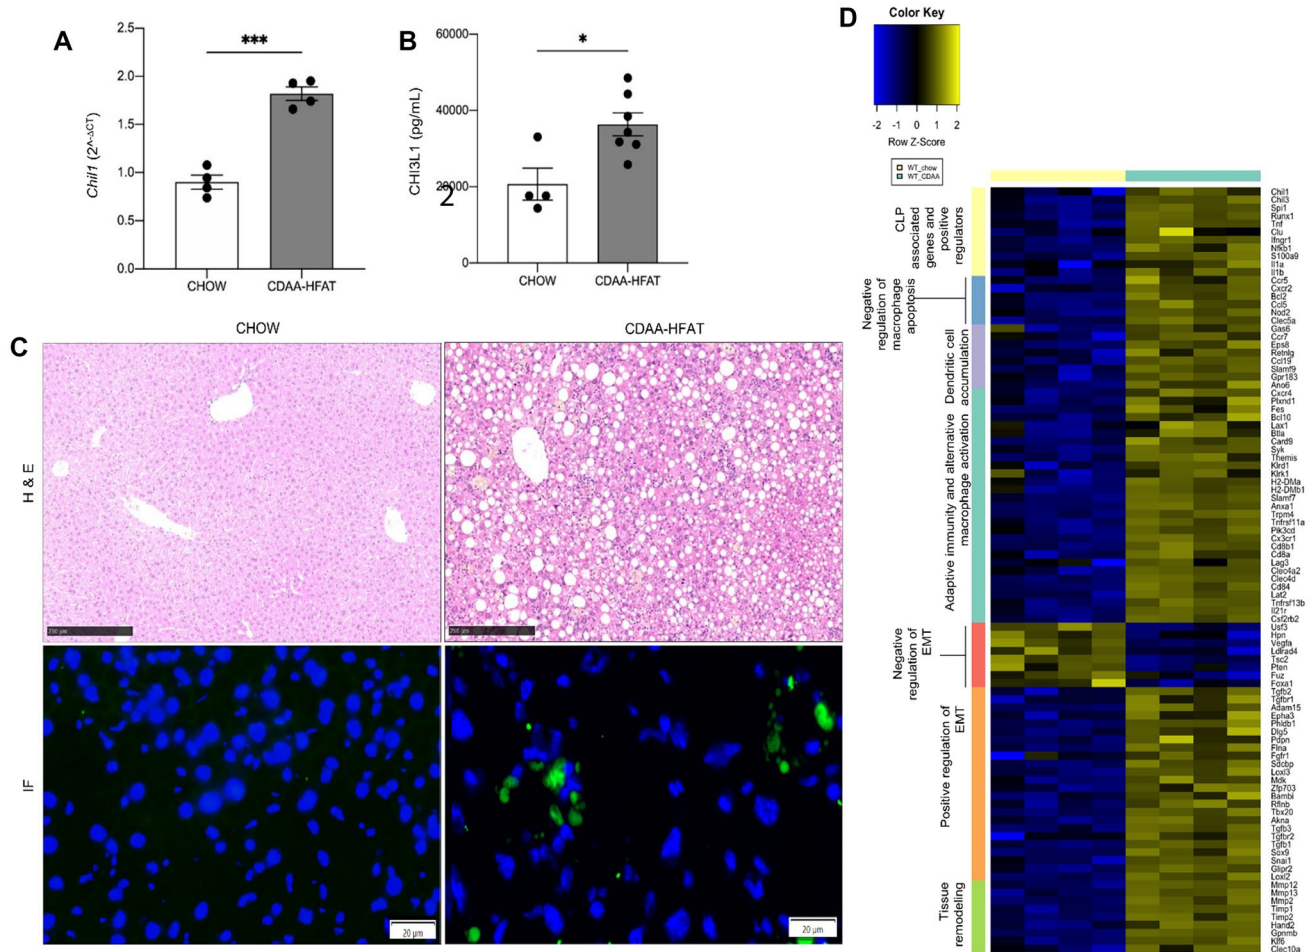 A
Chil1 (2^-ΔCT)
2.5
2.0
1.5
1.0
0.5
0.0
***
CHOW
CDAA-HFAT
B
CHI3L1 (pg/mL)
60000
40000
20000
0
2
*
CHOW
CDAA-HFAT
C
CHOW
CDAA-HFAT
H & E
250 µm
250 µm
IF
20 µm
20 µm
D
Color Key
-2 -1 0 1 2
Row Z-Score
WT_chow
WT_CDAA
CLP
associated
genes and
positive
regulators
Negative
regulation of
macrophage
apoptosis
Dendritic cell
accumulation
Adaptive immunity and alternative
macrophage activation
Negative
regulation of
EMT
Positive regulation of
EMT
Tissue
remodeling
Chil1
Chil3
Spi1
Runx1
Tnf
Clu
Ifngr1
Nfkb1
S100a9
Il1a
Il1b
Ccr5
Cxcr2
Bcl2
Ccl5
Nod2
Clec5a
Gas6
Ccr7
Eps8
Retnlg
Ccl19
Slamf9
Gpr183
Ano6
Cxcr4
Plxnd1
Fes
Bcl10
Lax1
Btla
Card9
Syk
Themis
Klrd1
Klrk1
H2-DMa
H2-DMb1
Slamf7
Anxa1
Trpm4
Tnfrsf11a
Pik3cd
Cx3cr1
Cd8b1
Cd8a
Lag3
Clec4a2
Clec4d
Cd84
Lat2
Tnfrsf13b
Il21r
Csf2rb2
Usf3
Hpn
Vegfa
Ldlrad4
Tsc2
Pten
Fuz
Foxa1
Tgfb2
Tgfbr1
Adam15
Epha3
Phldb1
Dlg5
Pdpn
Flna
Fgfr1
Sdcbp
Loxl3
Mdk
Zfp703
Bambi
Rflnb
Tbx20
Akna
Tgfb3
Tgfbr2
Tgfb1
Sox9
Snai1
Glipr2
Loxl2
Mmp12
Mmp13
Mmp2
Timp1
Timp2
Hand2
Gpnmb
Klf6
Clec10a